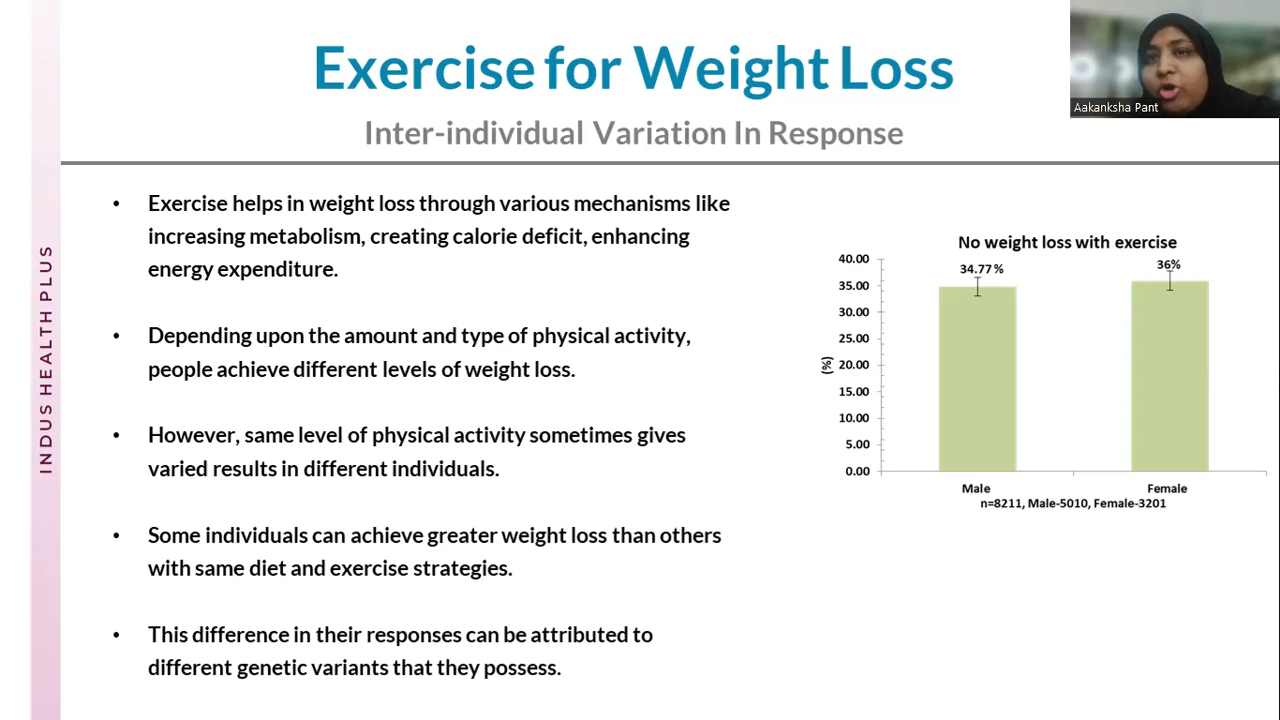 Exercise for Weight Loss
Inter-individual Variation In Response
Aakanksha Pant
INDUS HEALTH PLUS
• Exercise helps in weight loss through various mechanisms like
increasing metabolism, creating calorie deficit, enhancing
energy expenditure.
• Depending upon the amount and type of physical activity,
people achieve different levels of weight loss.
• However, same level of physical activity sometimes gives
varied results in different individuals.
• Some individuals can achieve greater weight loss than others
with same diet and exercise strategies.
• This difference in their responses can be attributed to
different genetic variants that they possess.
No weight loss with exercise
40.00
35.00
30.00
25.00
20.00
15.00
10.00
5.00
0.00
(%)
34.77 %
36%
Male
Female
n=8211, Male-5010, Female-3201